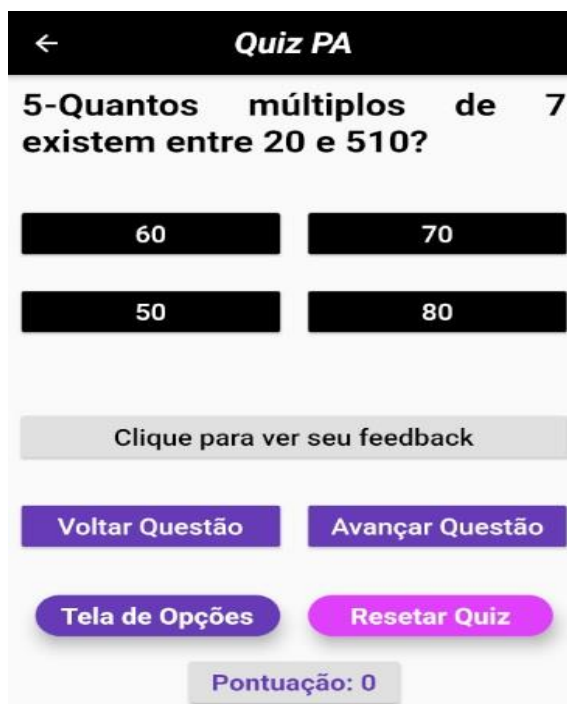 Quiz PA
5-Quantos múltiplos de 7
existem entre 20 e 510?
60
70
50
80
Clique para ver seu feedback
Voltar Questão
Avançar Questão
Tela de Opções
Resetar Quiz
Pontuação: 0